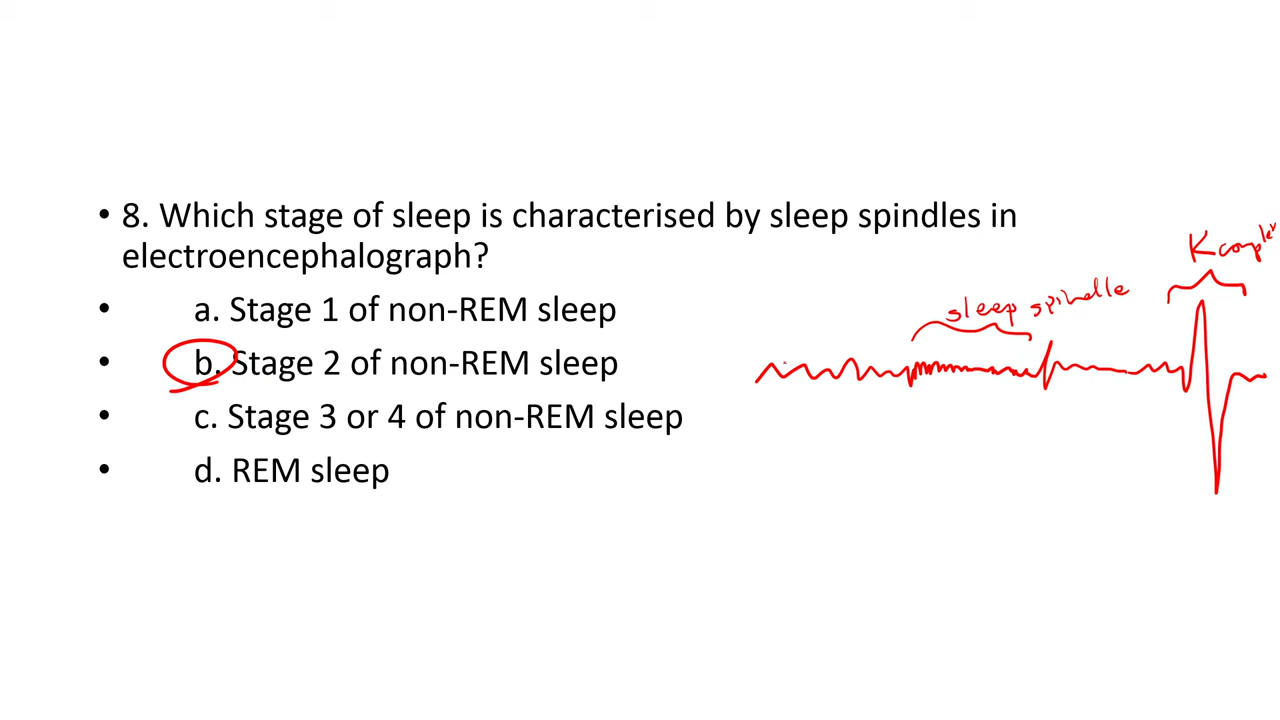 • 8. Which stage of sleep is characterised by sleep spindles in
electroencephalograph?
• a. Stage 1 of non-REM sleep
• b. Stage 2 of non-REM sleep
• c. Stage 3 or 4 of non-REM sleep
• d. REM sleep
sleep spindle
K complex